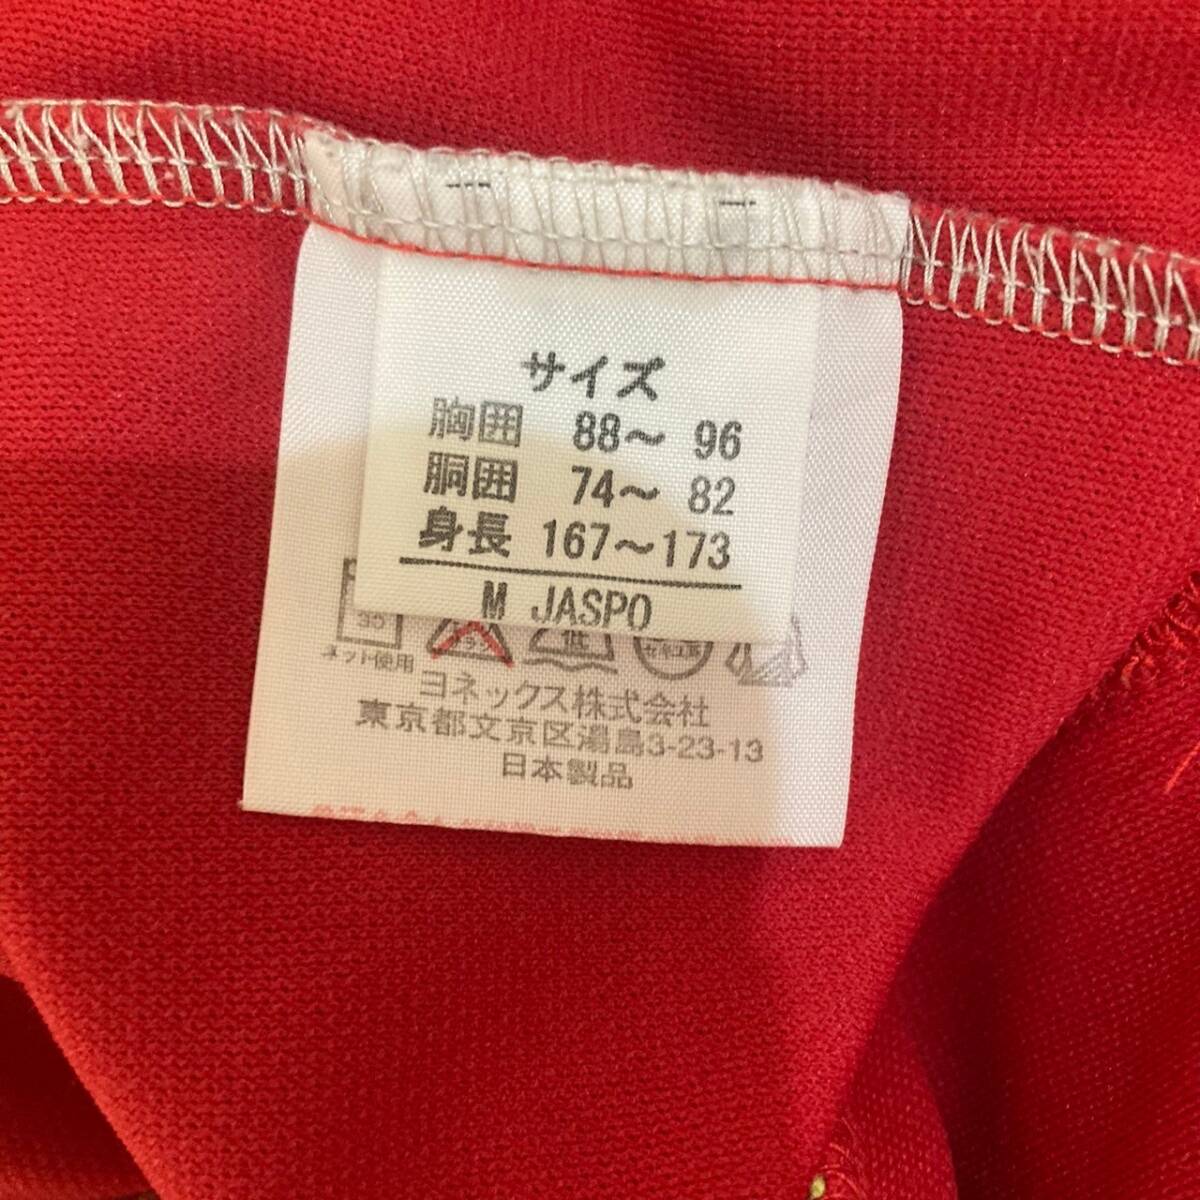 サイズ
胸囲 88～ 96
胴囲 74～ 82
身長 167～173
M JASPO
30
低
ネット使用
ヨネックス株式会社
東京都文京区湯島3-23-13
日本製品